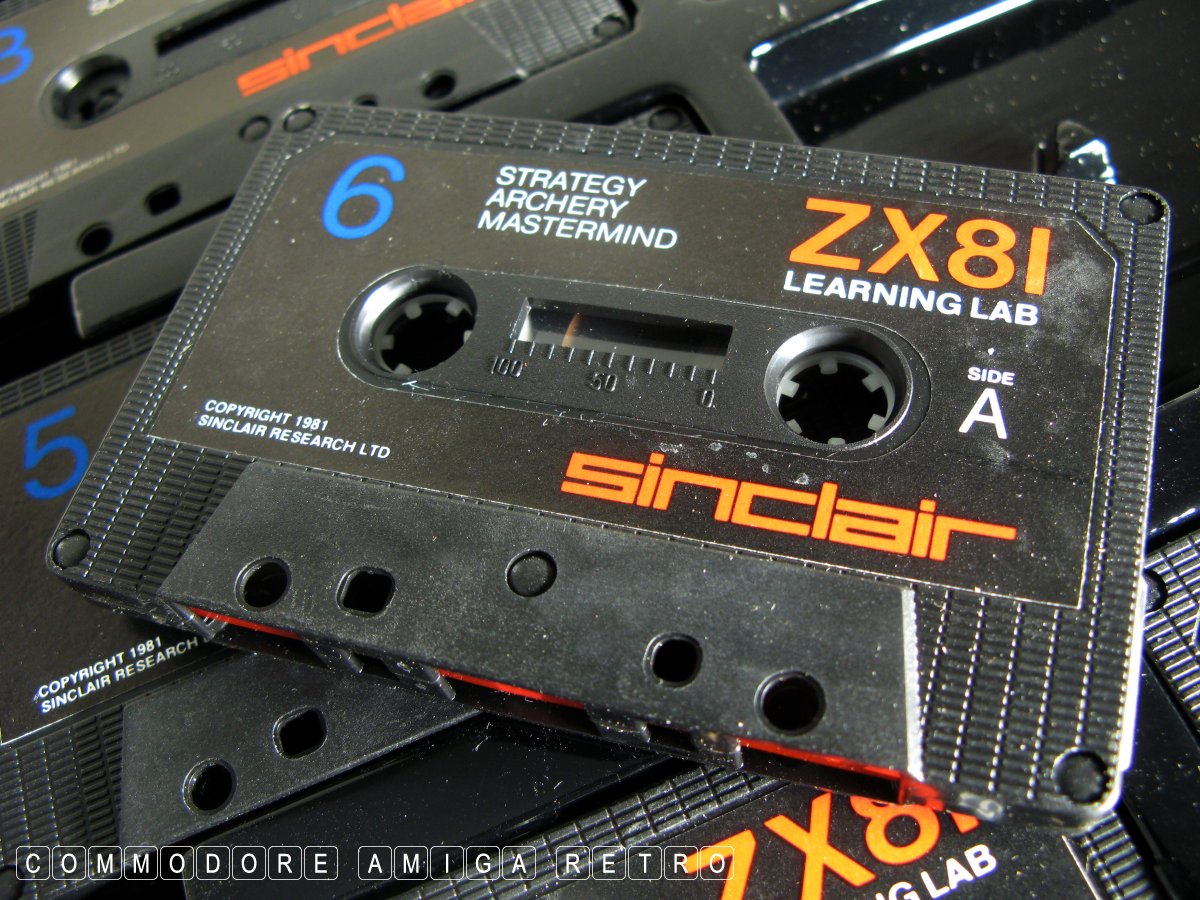 3
sinclair
6
STRATEGY
ARCHERY
MASTERMIND
ZX81
LEARNING LAB
100
50
0
SIDE
A
COPYRIGHT 1981
SINCLAIR RESEARCH LTD
sinclair
5
COPYRIGHT 1981
SINCLAIR RESEARCH
ZX81
LAB
COMMODORE AMIGA RETRO